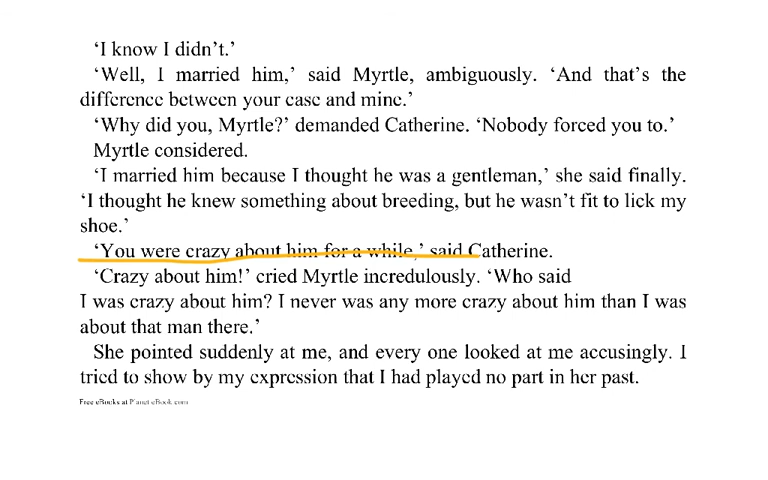 ‘I know I didn’t.’
‘Well, I married him,’ said Myrtle, ambiguously. ‘And that’s the
difference between your case and mine.’
‘Why did you, Myrtle?’ demanded Catherine. ‘Nobody forced you to.’
Myrtle considered.
‘I married him because I thought he was a gentleman,’ she said finally.
‘I thought he knew something about breeding, but he wasn’t fit to lick my
shoe.’
‘You were crazy about him for a while,’ said Catherine.
‘Crazy about him!’ cried Myrtle incredulously. ‘Who said
I was crazy about him? I never was any more crazy about him than I was
about that man there.’
She pointed suddenly at me, and every one looked at me accusingly. I
tried to show by my expression that I had played no part in her past.
Free eBooks at Planet eBook.com